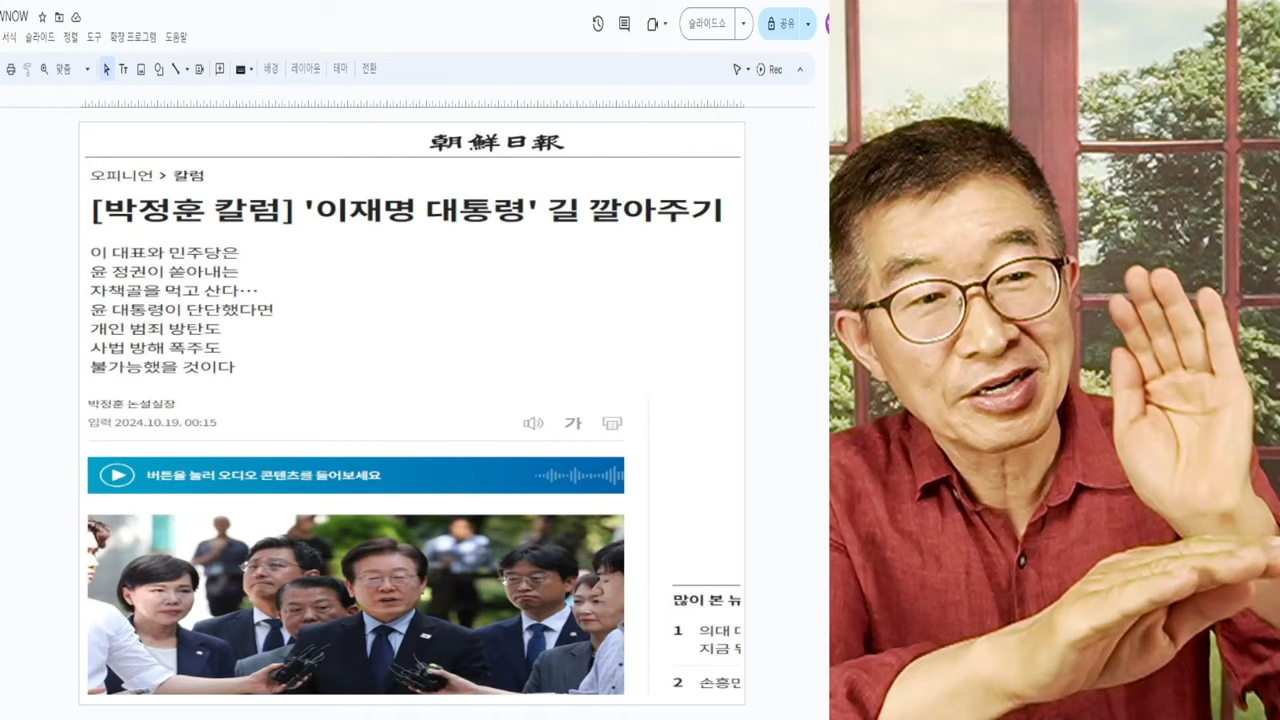 WNOW
슬라이드쇼
공유
서식 슬라이드 정렬 도구 확장 프로그램 도움말
맞춤
Tт
배경 레이아웃 테마 전환
Rec
朝鮮日報
오피니언 > 칼럼
[박정훈 칼럼] '이재명 대통령' 길 깔아주기
이 대표와 민주당은
윤 정권이 쏟아내는
자책골을 먹고 산다…
윤 대통령이 단단했다면
개인 범죄 방탄도
사법 방해 폭주도
불가능했을 것이다
박정훈 논설실장
입력 2024.10.19. 00:15
가
버튼을 눌러 오디오 콘텐츠를 들어보세요
많이 본 뉴
1 의대
지금
2 손흥민